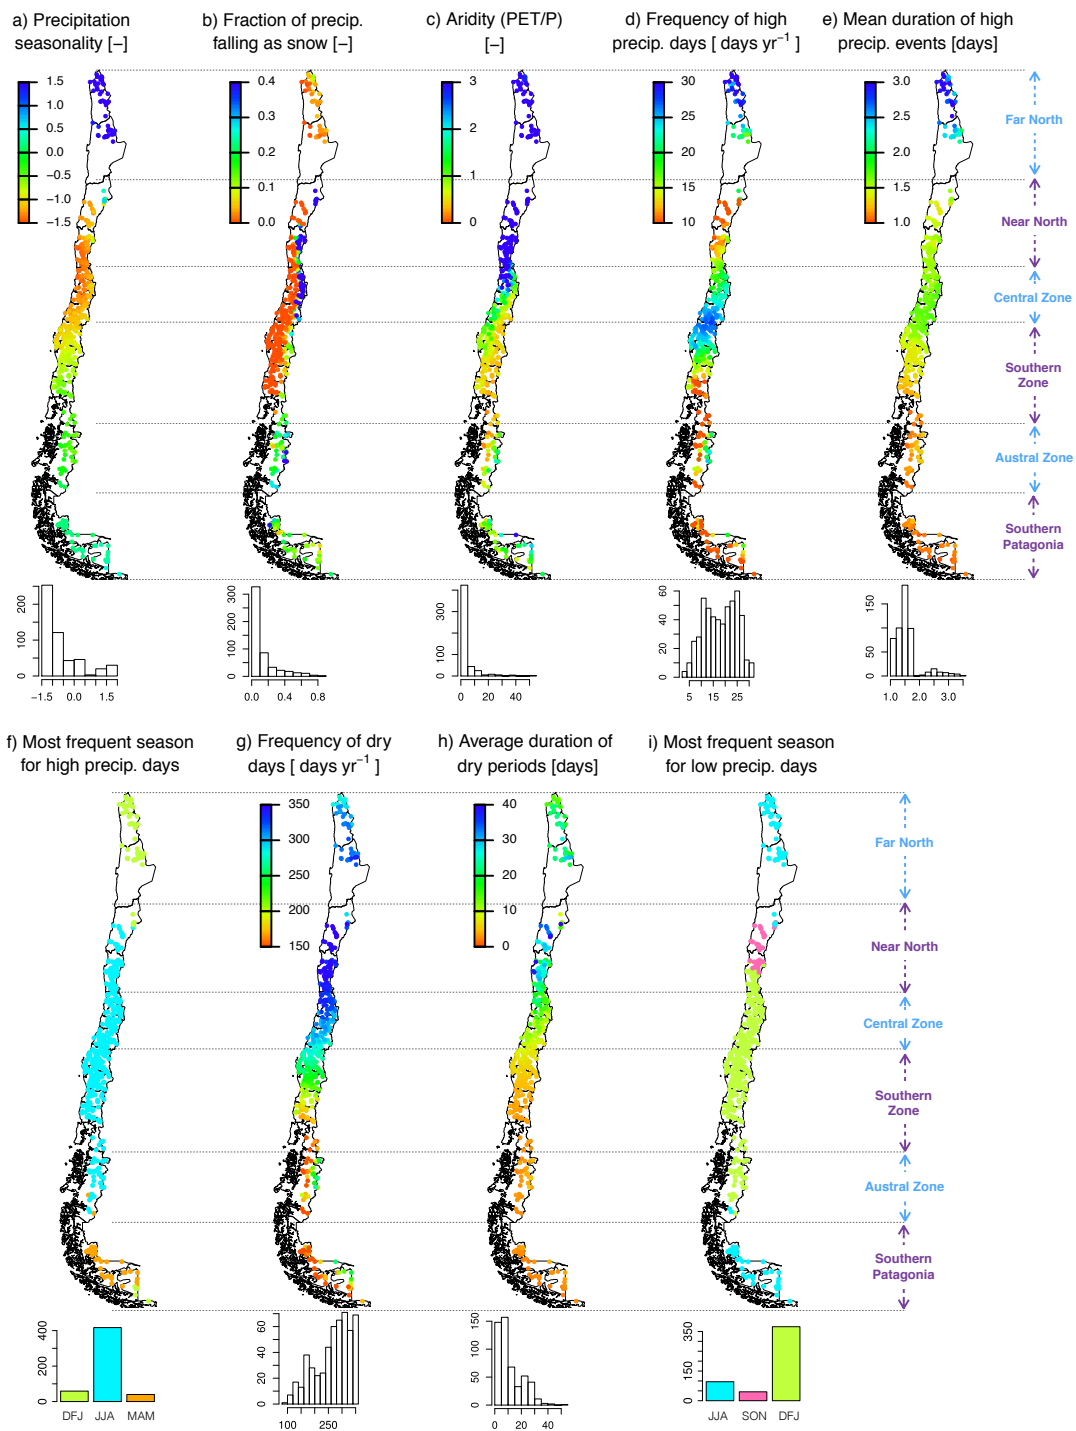 a) Precipitation
seasonality [–]
b) Fraction of precip.
falling as snow [–]
c) Aridity (PET/P)
[–]
d) Frequency of high
precip. days [ days yr⁻¹ ]
e) Mean duration of high
precip. events [days]
1.5
1.0
0.5
0.0
−0.5
−1.0
−1.5
0.4
0.3
0.2
0.1
0.0
3
2
1
0
30
25
20
15
10
3.0
2.5
2.0
1.5
1.0
Far North
Near North
Central Zone
Southern
Zone
Austral Zone
Southern
Patagonia
0 100 200
−1.5 0.0 1.5
0 100 300
0.0 0.4 0.8
0 100 300
0 20 40
0 20 40 60
5 15 25
0 50 150
1.0 2.0 3.0
f) Most frequent season
for high precip. days
g) Frequency of dry
days [ days yr⁻¹ ]
h) Average duration of
dry periods [days]
i) Most frequent season
for low precip. days
350
300
250
200
150
40
30
20
10
0
Far North
Near North
Central Zone
Southern
Zone
Austral Zone
Southern
Patagonia
0 200 400
DFJ JJA MAM
0 20 40 60
100 250
0 50 100 150
0 20 40
0 150 350
JJA SON DFJ